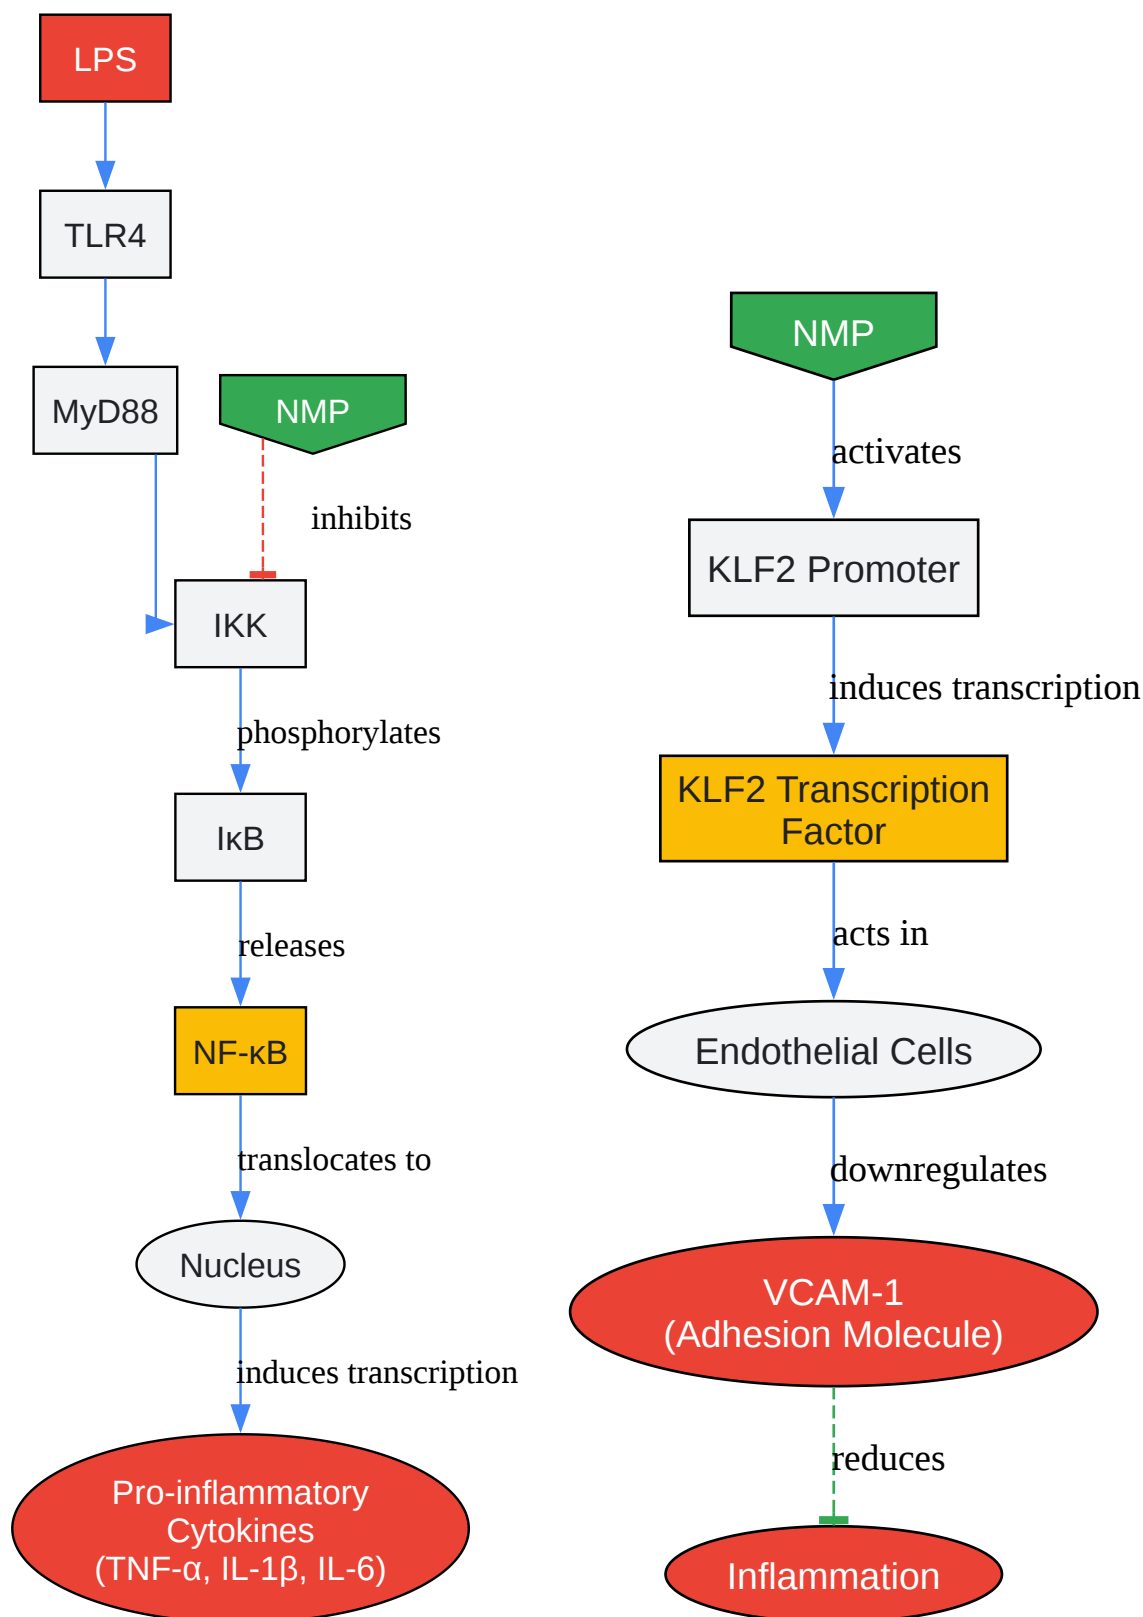 LPS
TLR4
MyD88
NMP
inhibits
IKK
phosphorylates
IκB
releases
NF-κB
translocates to
Nucleus
induces transcription
Pro-inflammatory
Cytokines
(TNF-α, IL-1β, IL-6)
NMP
activates
KLF2 Promoter
induces transcription
KLF2 Transcription
Factor
acts in
Endothelial Cells
downregulates
VCAM-1
(Adhesion Molecule)
reduces
Inflammation